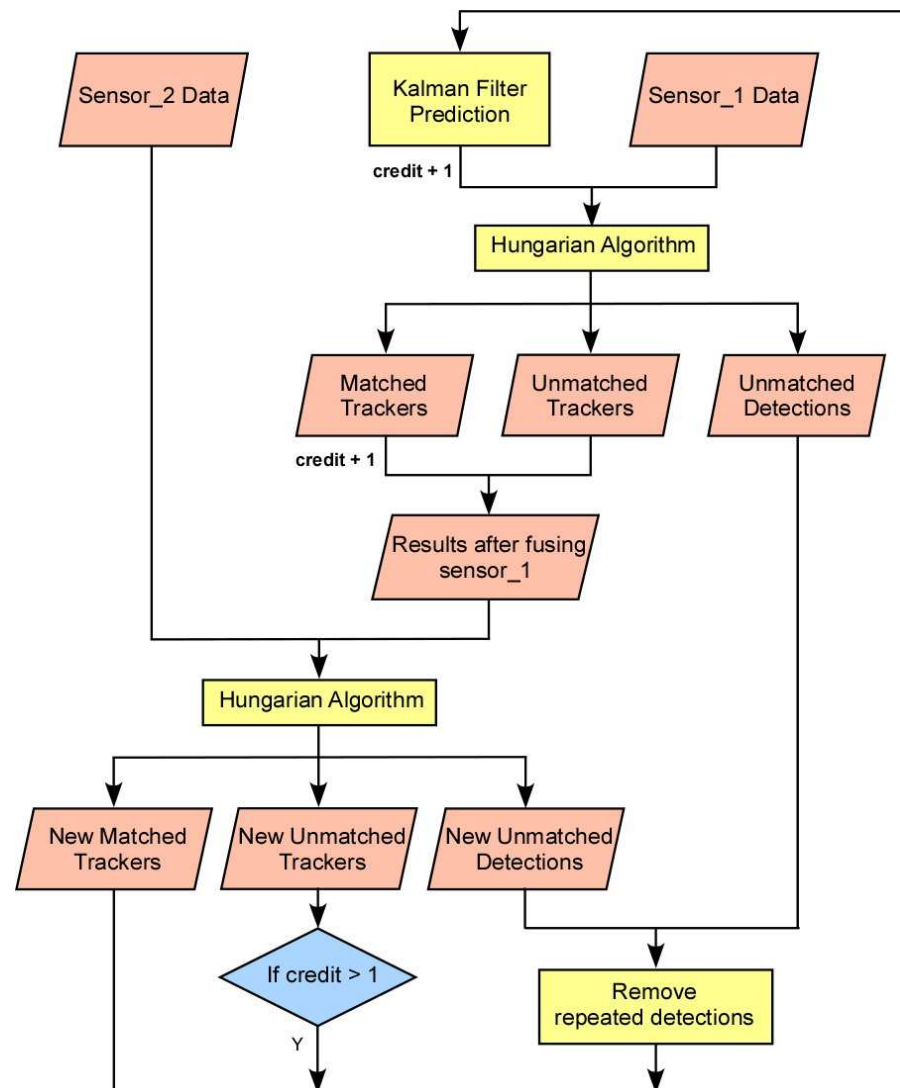 Sensor_2 Data
Kalman Filter
Prediction
Sensor_1 Data
credit + 1
Hungarian Algorithm
Matched
Trackers
Unmatched
Trackers
Unmatched
Detections
credit + 1
Results after fusing
sensor_1
Hungarian Algorithm
New Matched
Trackers
New Unmatched
Trackers
New Unmatched
Detections
If credit > 1
Remove
repeated detections
Y